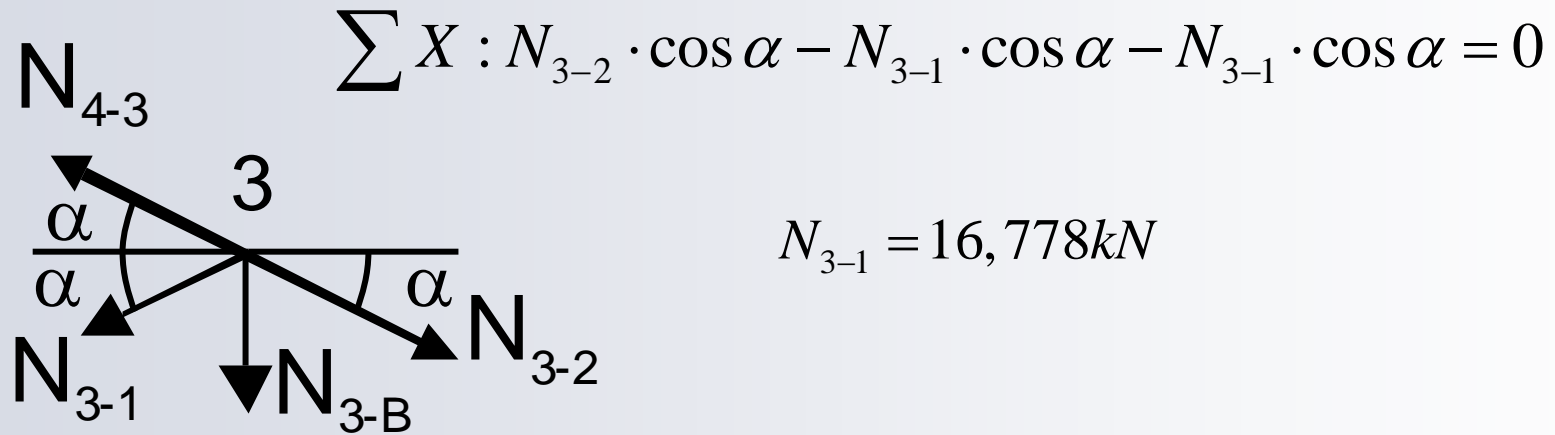 ∑ X : N₃₋₂ · cos α − N₃₋₁ · cos α − N₃₋₁ · cos α = 0
N₄₋₃
3
α
α
α
N₃₋₁ = 16,778kN
N₃₋₁
N₃₋B
N₃₋₂